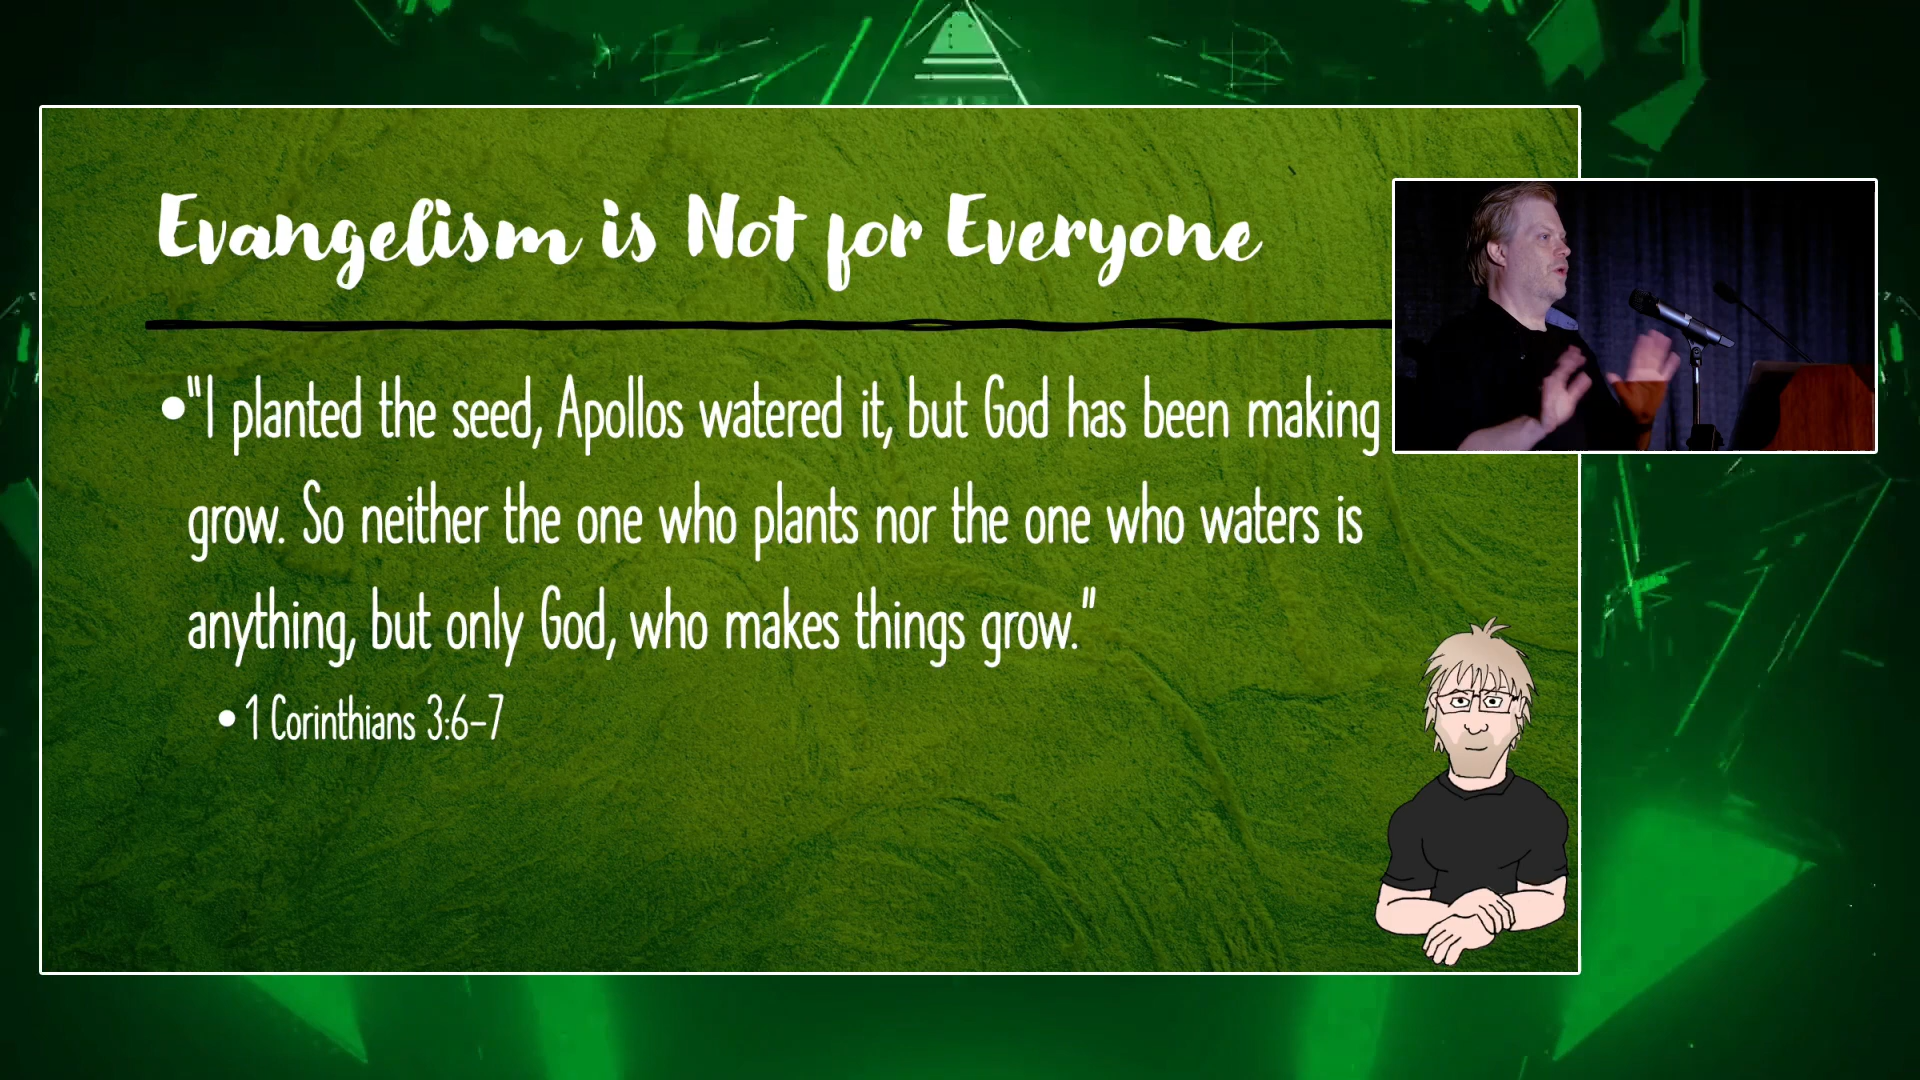 Evangelism is Not for Everyone
•"I planted the seed, Apollos watered it, but God has been making
grow. So neither the one who plants nor the one who waters is
anything, but only God, who makes things grow."
• 1 Corinthians 3:6-7